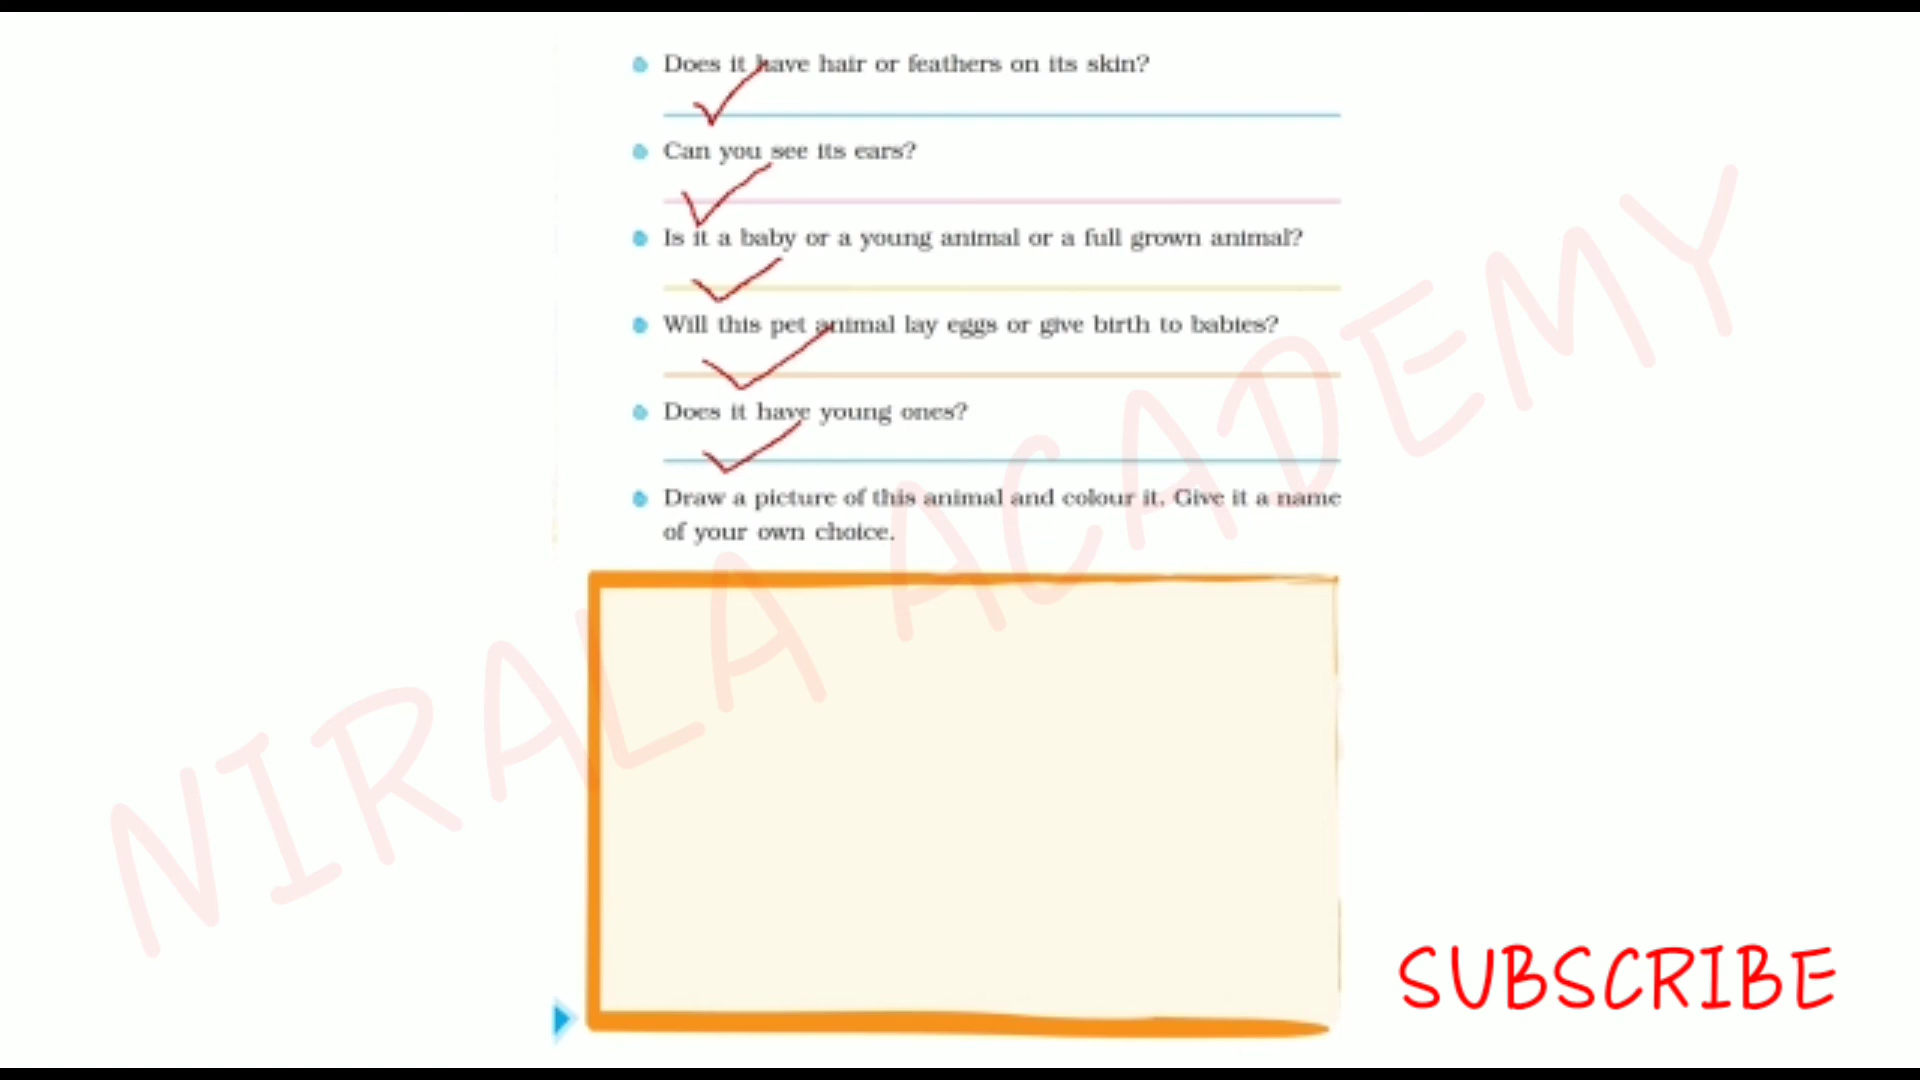 Does it have hair or feathers on its skin?
Can you see its ears?
Is it a baby or a young animal or a full grown animal?
Will this pet animal lay eggs or give birth to babies?
Does it have young ones?
Draw a picture of this animal and colour it. Give it a name
of your own choice.
NIRALA ACADEMY
SUBSCRIBE